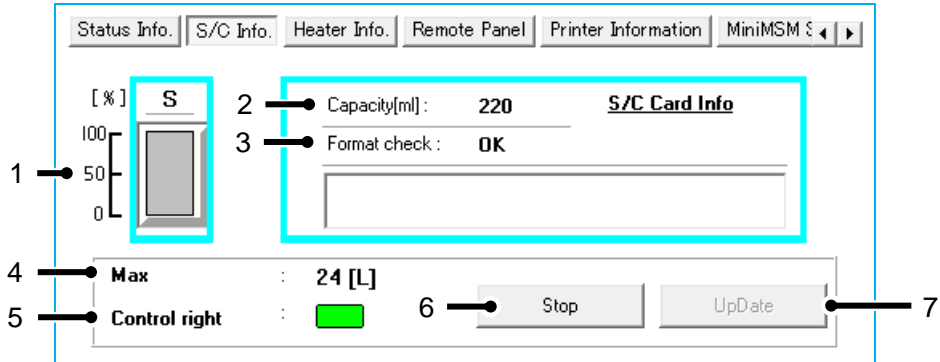 Status Info. S/C Info. Heater Info. Remote Panel Printer Information MiniMSM
[%] S
2 Capacity[ml] : 220 S/C Card Info
100
3 Format check : OK
1 50
0
4 Max : 24 [L]
6 Stop UpDate 7
5 Control right :